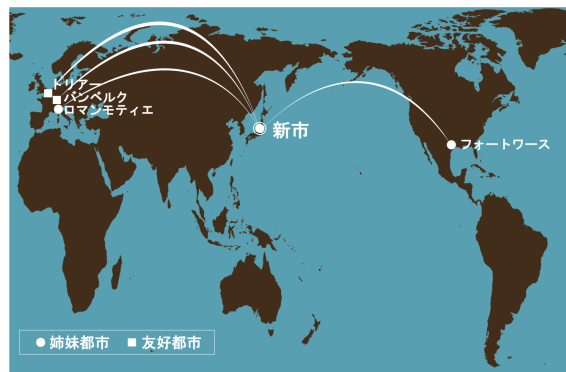 トリアー
バンベルク
ロマンモティエ
新市
フォートワース
姉妹都市 友好都市